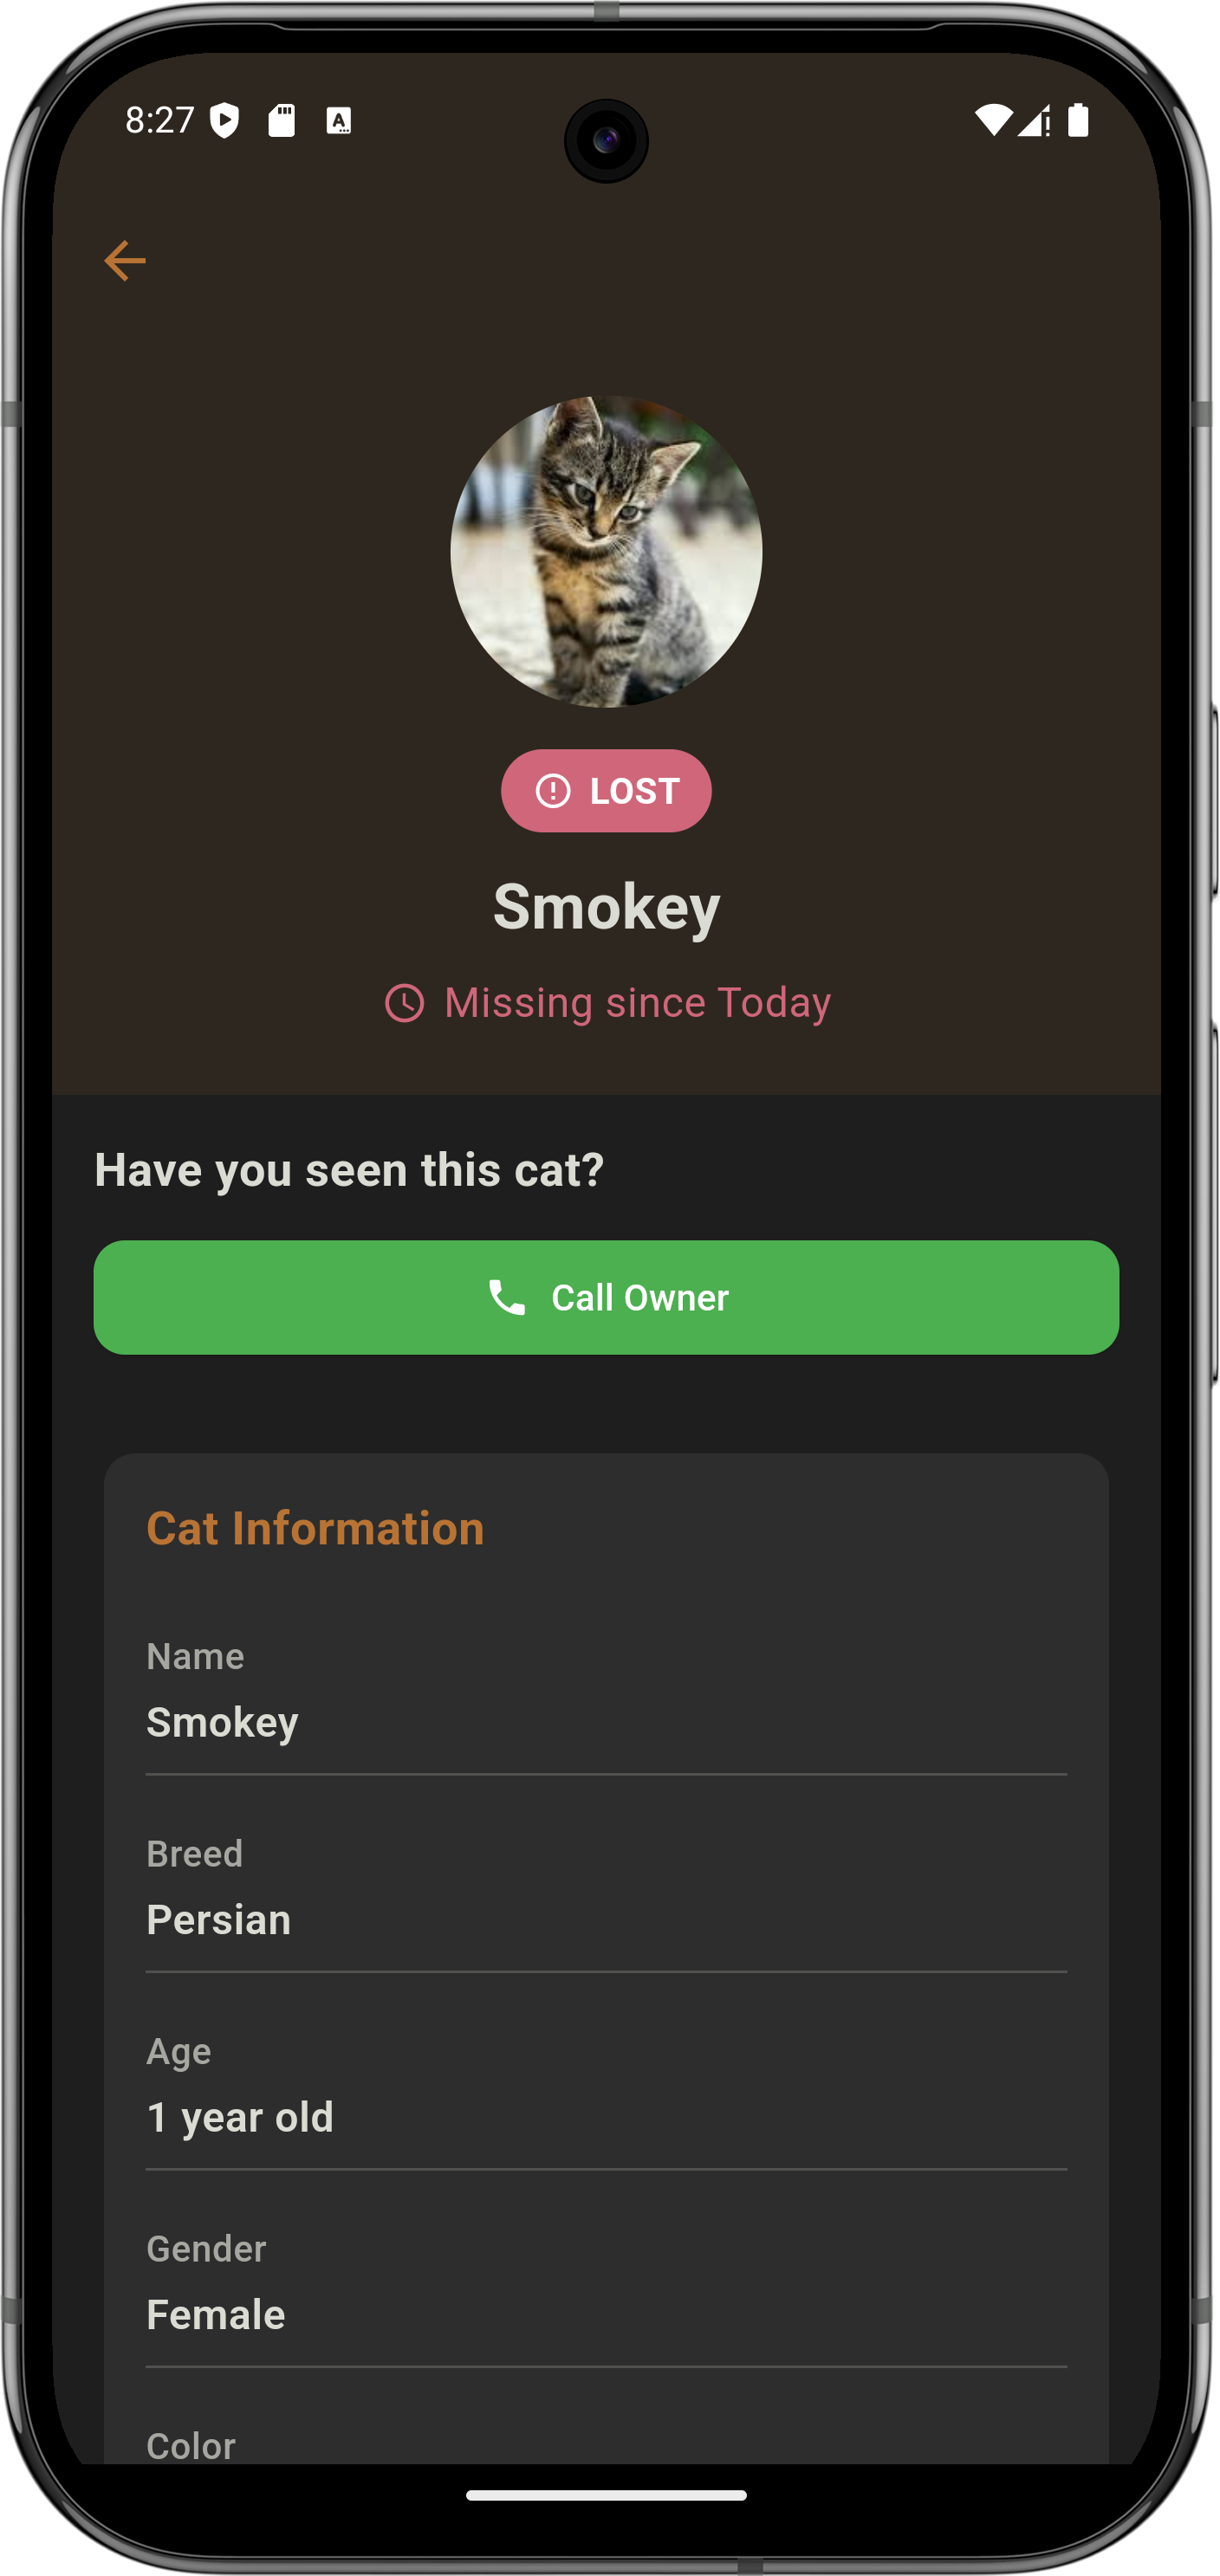 8:27
LOST
Smokey
Missing since Today
Have you seen this cat?
Call Owner
Cat Information
Name
Smokey
Breed
Persian
Age
1 year old
Gender
Female
Color